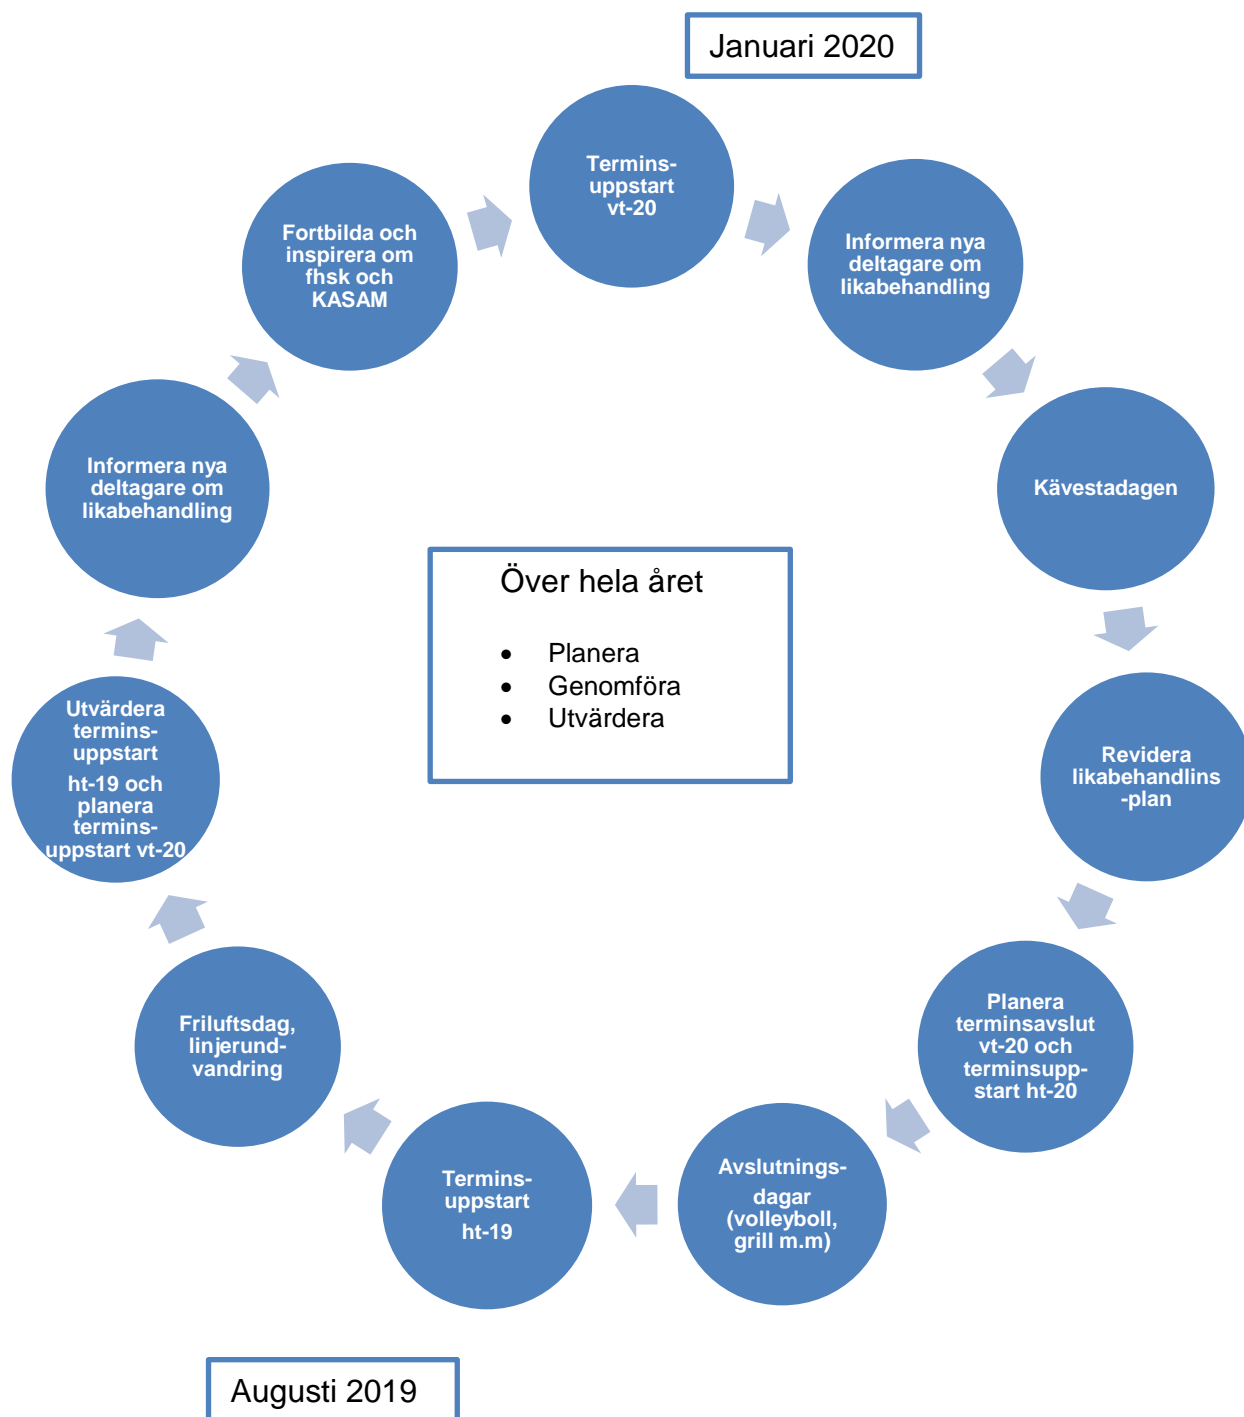 Januari 2020
Termins-
uppstart
vt-20
Informera nya
deltagare om
likabehandling
Kävestadagen
Revidera
likabehandlins
-plan
Planera
terminsavslut
vt-20 och
terminsupp-
start ht-20
Avslutnings-
dagar
(volleyboll,
grill m.m)
Termins-
uppstart
ht-19
Friluftsdag,
linjerund-
vandring
Utvärdera
termins-
uppstart
ht-19 och
planera
termins-
uppstart vt-20
Informera nya
deltagare om
likabehandling
Fortbilda och
inspirera om
fhsk och
KASAM
Över hela året
• Planera
• Genomföra
• Utvärdera
Augusti 2019